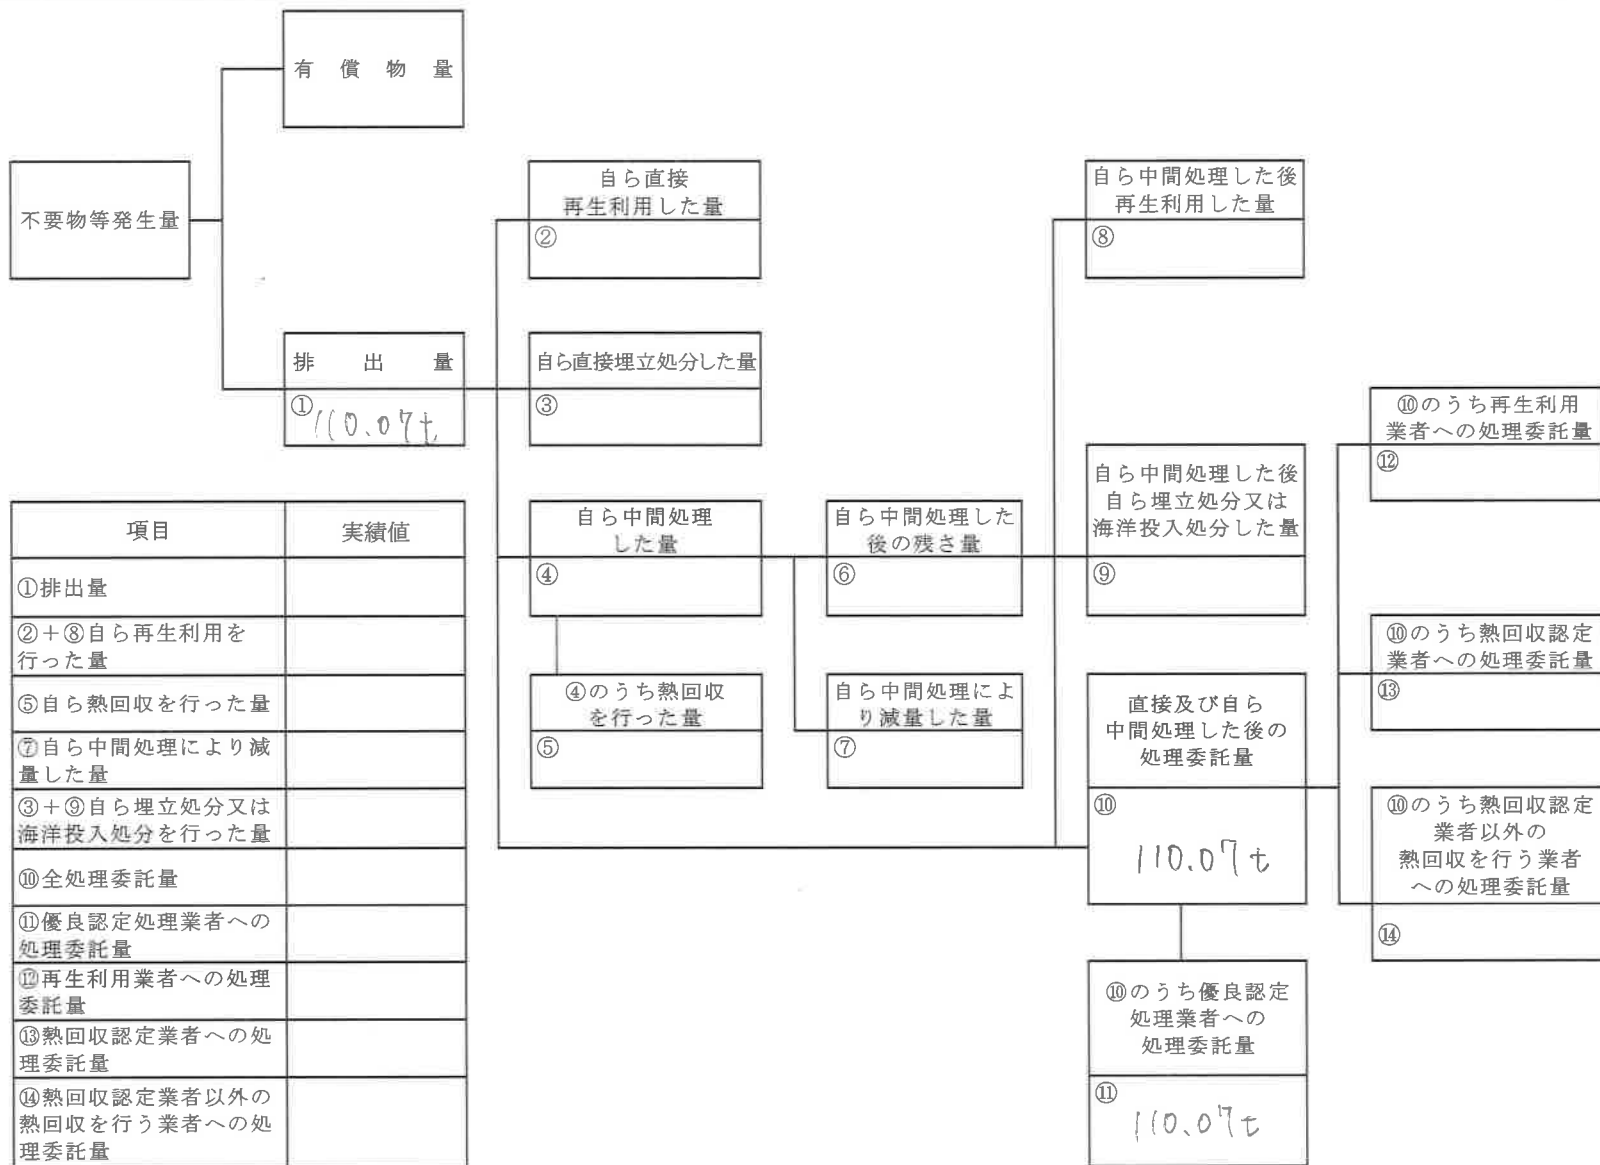 有償物量
不要物等発生量
自ら直接
再生利用した量
②
自ら中間処理した後
再生利用した量
⑧
排出量
①110.07t
自ら直接埋立処分した量
③
⑩のうち再生利用
業者への処理委託量
⑫
自ら中間処理
した量
④
自ら中間処理した
後の残さ量
⑥
自ら中間処理した後
自ら埋立処分又は
海洋投入処分した量
⑨
⑩のうち熱回収認定
業者への処理委託量
⑬
④のうち熱回収
を行った量
⑤
自ら中間処理によ
り減量した量
⑦
直接及び自ら
中間処理した後の
処理委託量
⑩
110.07t
⑩のうち熱回収認定
業者以外の
熱回収を行う業者
への処理委託量
⑭
⑩のうち優良認定
処理業者への
処理委託量
⑪
110.07t
項目 実績値
①排出量
②+⑧自ら再生利用を
行った量
⑤自ら熱回収を行った量
⑦自ら中間処理により減
量した量
③+⑨自ら埋立処分又は
海洋投入処分を行った量
⑩全処理委託量
⑪優良認定処理業者への
処理委託量
⑫再生利用業者への処理
委託量
⑬熱回収認定業者への処
理委託量
⑭熱回収認定業者以外の
熱回収を行う業者への処
理委託量